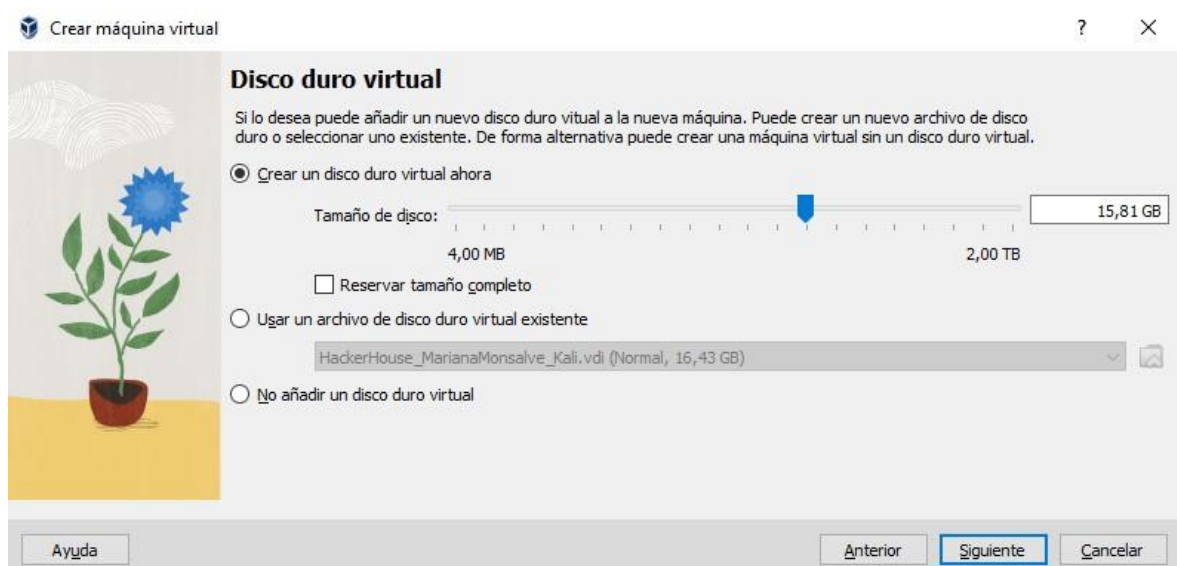 Crear máquina virtual
?
Disco duro virtual
Si lo desea puede añadir un nuevo disco duro vitual a la nueva máquina. Puede crear un nuevo archivo de disco
duro o seleccionar uno existente. De forma alternativa puede crear una máquina virtual sin un disco duro virtual.
Crear un disco duro virtual ahora
Tamaño de disco:
15,81 GB
4,00 MB
2,00 TB
Reservar tamaño completo
Usar un archivo de disco duro virtual existente
HackerHouse_MarianaMonsalve_Kali.vdi (Normal, 16,43 GB)
No añadir un disco duro virtual
Ayuda
Anterior
Siguiente
Cancelar